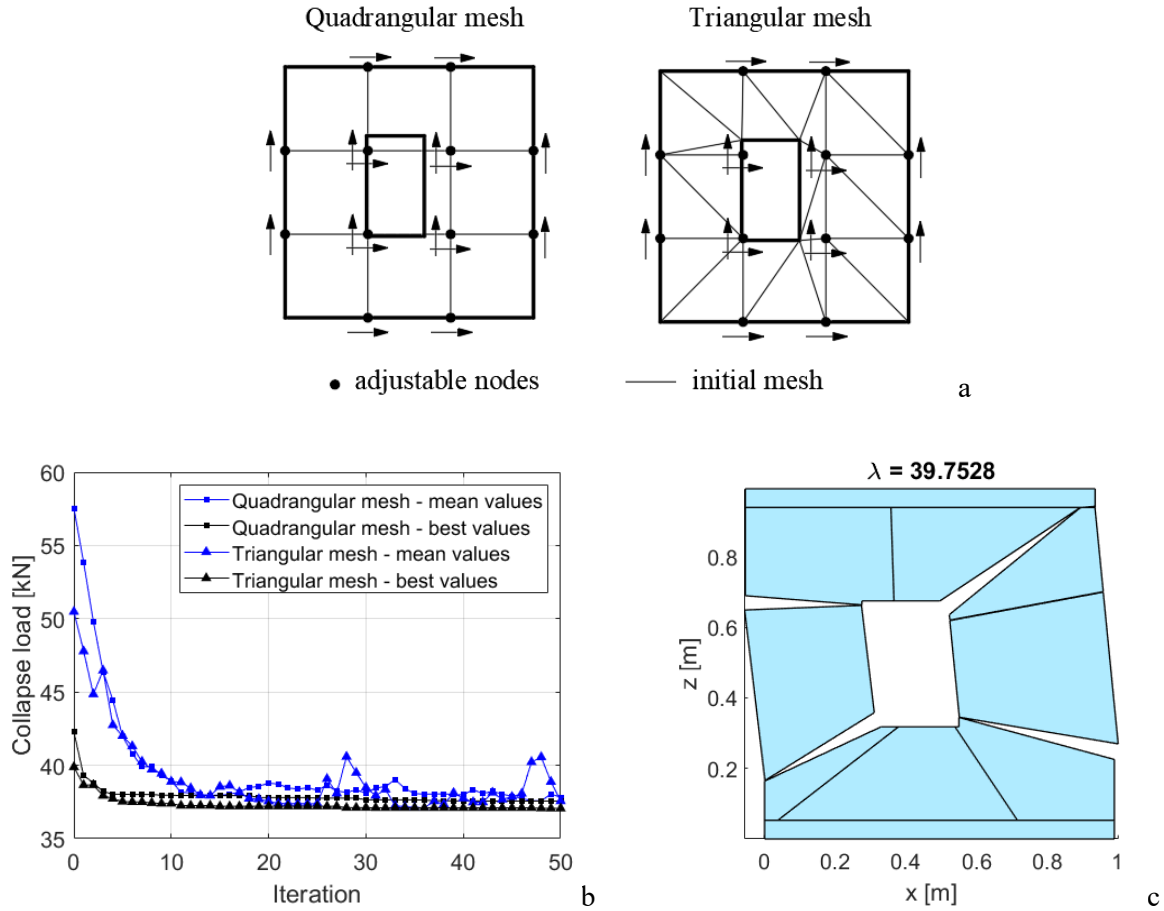 Quadrangular mesh
Triangular mesh
adjustable nodes
initial mesh
a
60
55
50
45
40
35
Collapse load [kN]
Quadrangular mesh - mean values
Quadrangular mesh - best values
Triangular mesh - mean values
Triangular mesh - best values
0
10
20
30
40
50
Iteration
b
λ = 39.7528
0.8
0.6
0.4
0.2
z [m]
0
0.2
0.4
0.6
0.8
1
x [m]
c